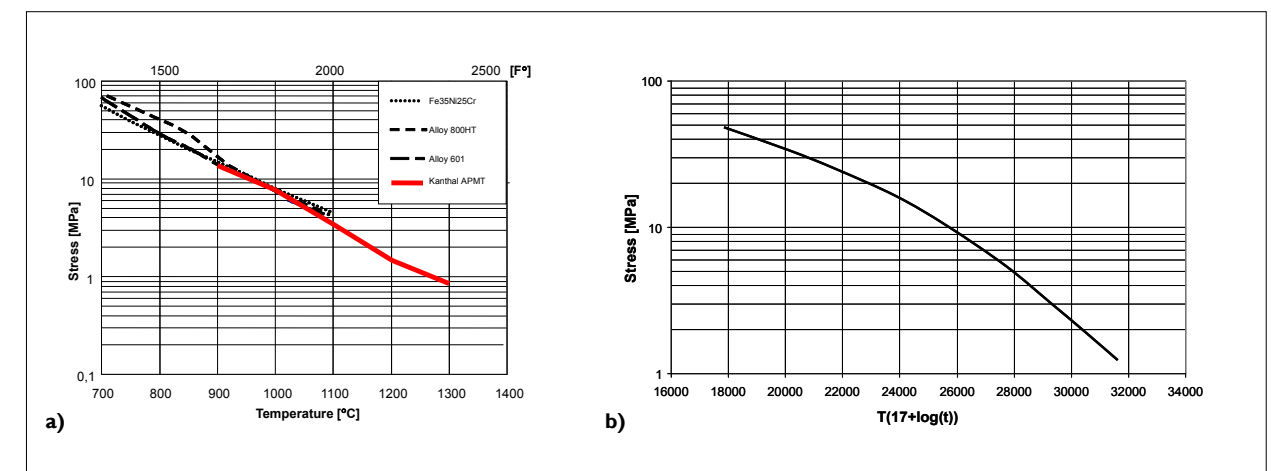 1500 2000 2500 [Fº]
100
10
1
0,1
Stress [MPa]
Fe35Ni25Cr
Alloy 800HT
Alloy 601
Kanthal APMT
700 800 900 1000 1100 1200 1300 1400
Temperature [ºC]
a)
100
10
1
Stress [MPa]
16000 18000 20000 22000 24000 26000 28000 30000 32000 34000
T(17+log(t))
b)